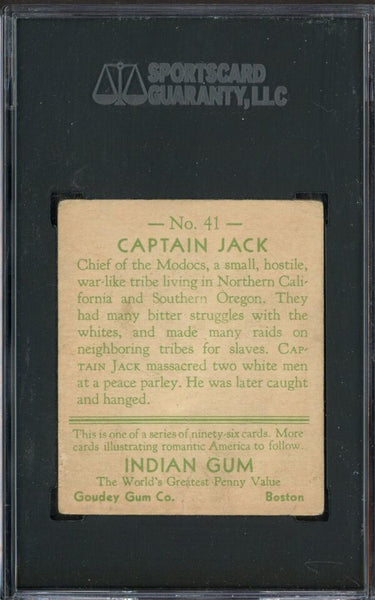 SPORTSCARD
GUARANTY, LLC
— No. 41 —
CAPTAIN JACK
Chief of the Modocs, a small, hostile,
war-like tribe living in Northern Cali-
fornia and Southern Oregon. They
had many bitter struggles with the
whites, and made many raids on
neighboring tribes for slaves. CAP-
TAIN JACK massacred two white men
at a peace parley. He was later caught
and hanged.
This is one of a series of ninety-six cards. More
cards illustrating romantic America to follow.
INDIAN GUM
The World's Greatest Penny Value
Goudey Gum Co. Boston